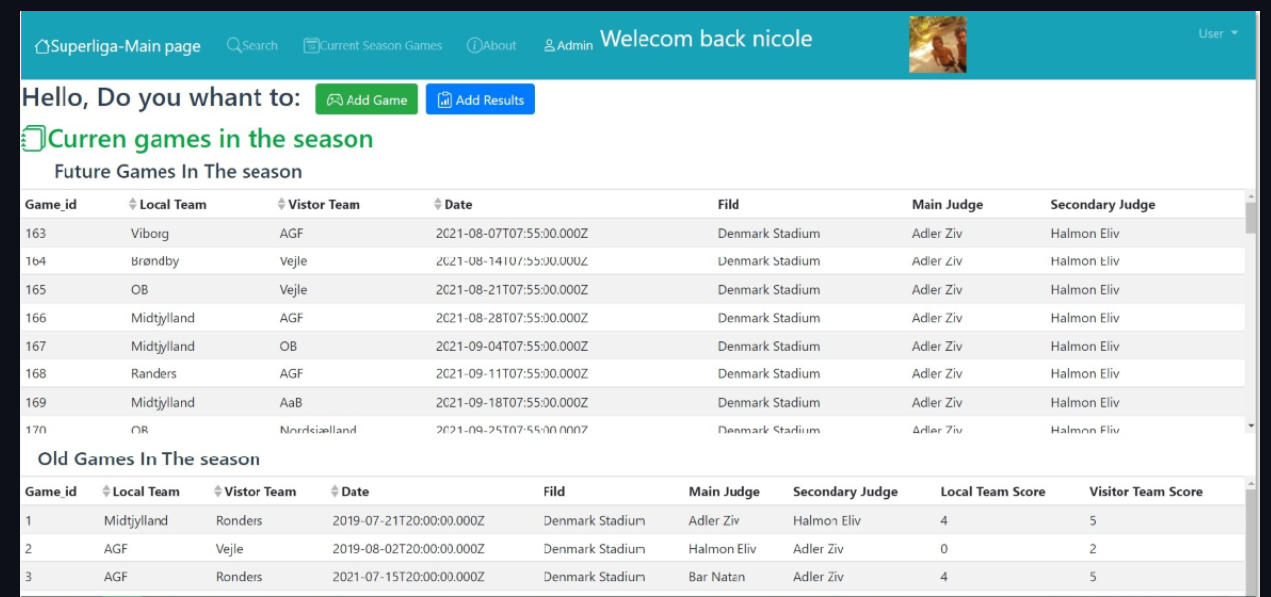 Superliga-Main page Search Current Season Games About Admin Welecom back nicole User
Hello, Do you whant to: Add Game Add Results
Curren games in the season
Future Games In The season
Game_id Local Team Vistor Team Date Fild Main Judge Secondary Judge
163 Viborg AGF 2021-08-07T07:55:00.000Z Denmark Stadium Adler Ziv Halmon Eliv
164 Brøndby Vejle 2021-08-14T07:55:00.000Z Denmark Stadium Adler Ziv Halmon Eliv
165 OB Vejle 2021-08-21T07:55:00.000Z Denmark Stadium Adler Ziv Halmon Eliv
166 Midtjylland AGF 2021-08-28T07:55:00.000Z Denmark Stadium Adler Ziv Halmon Eliv
167 Midtjylland OB 2021-09-04T07:55:00.000Z Denmark Stadium Adler Ziv Halmon Eliv
168 Randers AGF 2021-09-11T07:55:00.000Z Denmark Stadium Adler Ziv Halmon Eliv
169 Midtjylland AaB 2021-09-18T07:55:00.000Z Denmark Stadium Adler Ziv Halmon Eliv
170 OB Nordsjælland 2021-09-25T07:55:00.000Z Denmark Stadium Adler Ziv Halmon Eliv
Old Games In The season
Game_id Local Team Vistor Team Date Fild Main Judge Secondary Judge Local Team Score Visitor Team Score
1 Midtjylland Ronders 2019-07-21T20:00:00.000Z Denmark Stadium Adler Ziv Halmon Eliv 4 5
2 AGF Vejle 2019-08-02T20:00:00.000Z Denmark Stadium Halmon Eliv Adler Ziv 0 2
3 AGF Ronders 2021-07-15T20:00:00.000Z Denmark Stadium Bar Natan Adler Ziv 4 5